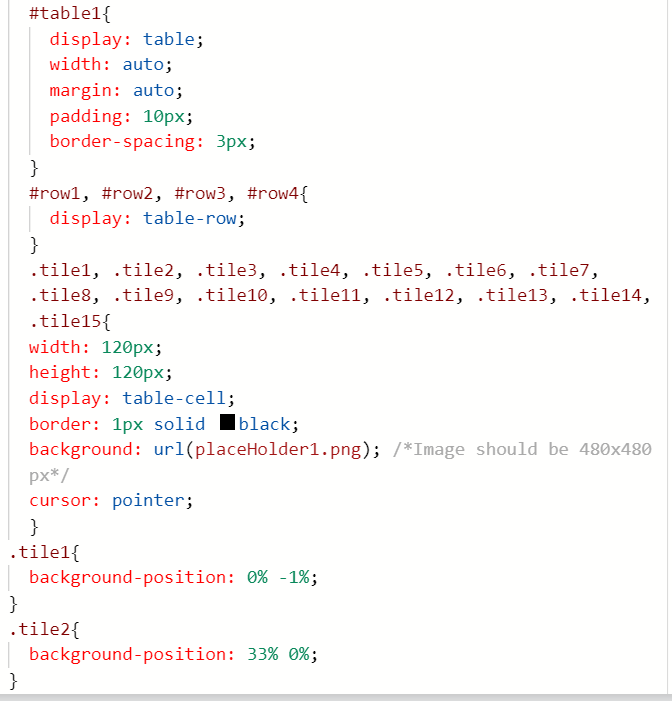 #table1{
display: table;
width: auto;
margin: auto;
padding: 10px;
border-spacing: 3px;
}
#row1, #row2, #row3, #row4{
display: table-row;
}
.tile1, .tile2, .tile3, .tile4, .tile5, .tile6, .tile7,
.tile8, .tile9, .tile10, .tile11, .tile12, .tile13, .tile14,
.tile15{
width: 120px;
height: 120px;
display: table-cell;
border: 1px solid black;
background: url(placeHolder1.png); /*Image should be 480x480
px*/
cursor: pointer;
}
.tile1{
background-position: 0% -1%;
}
.tile2{
background-position: 33% 0%;
}